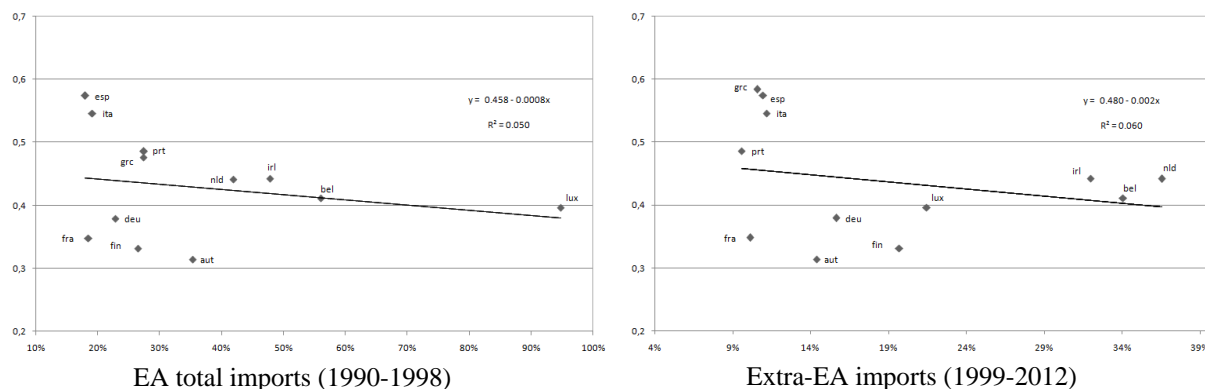 0,7
0,6
0,5
0,4
0,3
0,2
10% 20% 30% 40% 50% 60% 70% 80% 90% 100%
esp
ita
prt
grc
irl
nld
bel
lux
deu
fra
fin
aut
y = 0.458 - 0.0008x
R² = 0.050
EA total imports (1990-1998)
0,7
0,6
0,5
0,4
0,3
0,2
4% 9% 14% 19% 24% 29% 34% 39%
grc
esp
ita
prt
irl
nld
bel
lux
deu
fra
fin
aut
y = 0.480 - 0.002x
R² = 0.060
Extra-EA imports (1999-2012)